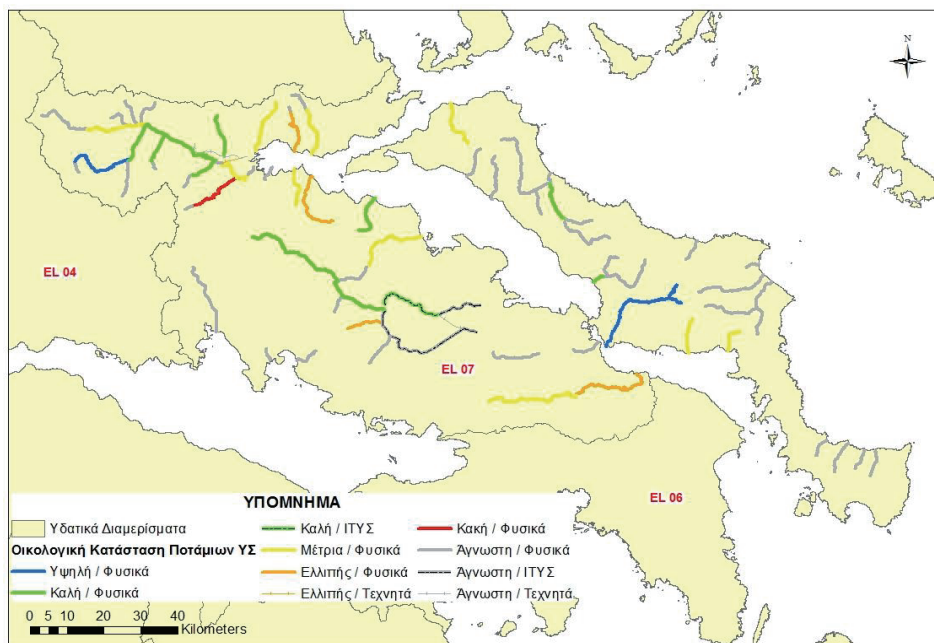 N
EL 04
EL 07
EL 06
ΥΠΟΜΝΗΜΑ
Υδατικά Διαμερίσματα
Οικολογική Κατάσταση Ποτάμιων ΥΣ
Υψηλή / Φυσικά
Καλή / Φυσικά
Καλή / ΙΤΥΣ
Μέτρια / Φυσικά
Ελλιπής / Φυσικά
Ελλιπής / Τεχνητά
Κακή / Φυσικά
Άγνωστη / Φυσικά
Άγνωστη / ΙΤΥΣ
Άγνωστη / Τεχνητά
0 5 10 20 30 40
Kilometers